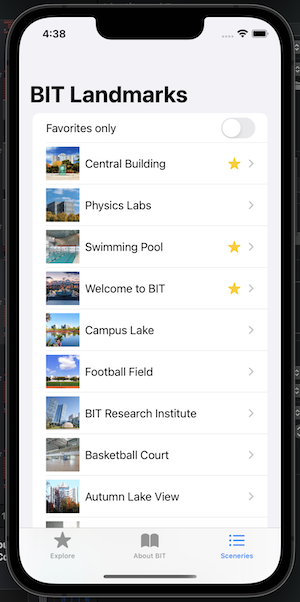 4:38
BIT Landmarks
Favorites only
Central Building
Physics Labs
Swimming Pool
Welcome to BIT
Campus Lake
Football Field
BIT Research Institute
Basketball Court
Autumn Lake View
Explore
About BIT
Sceneries